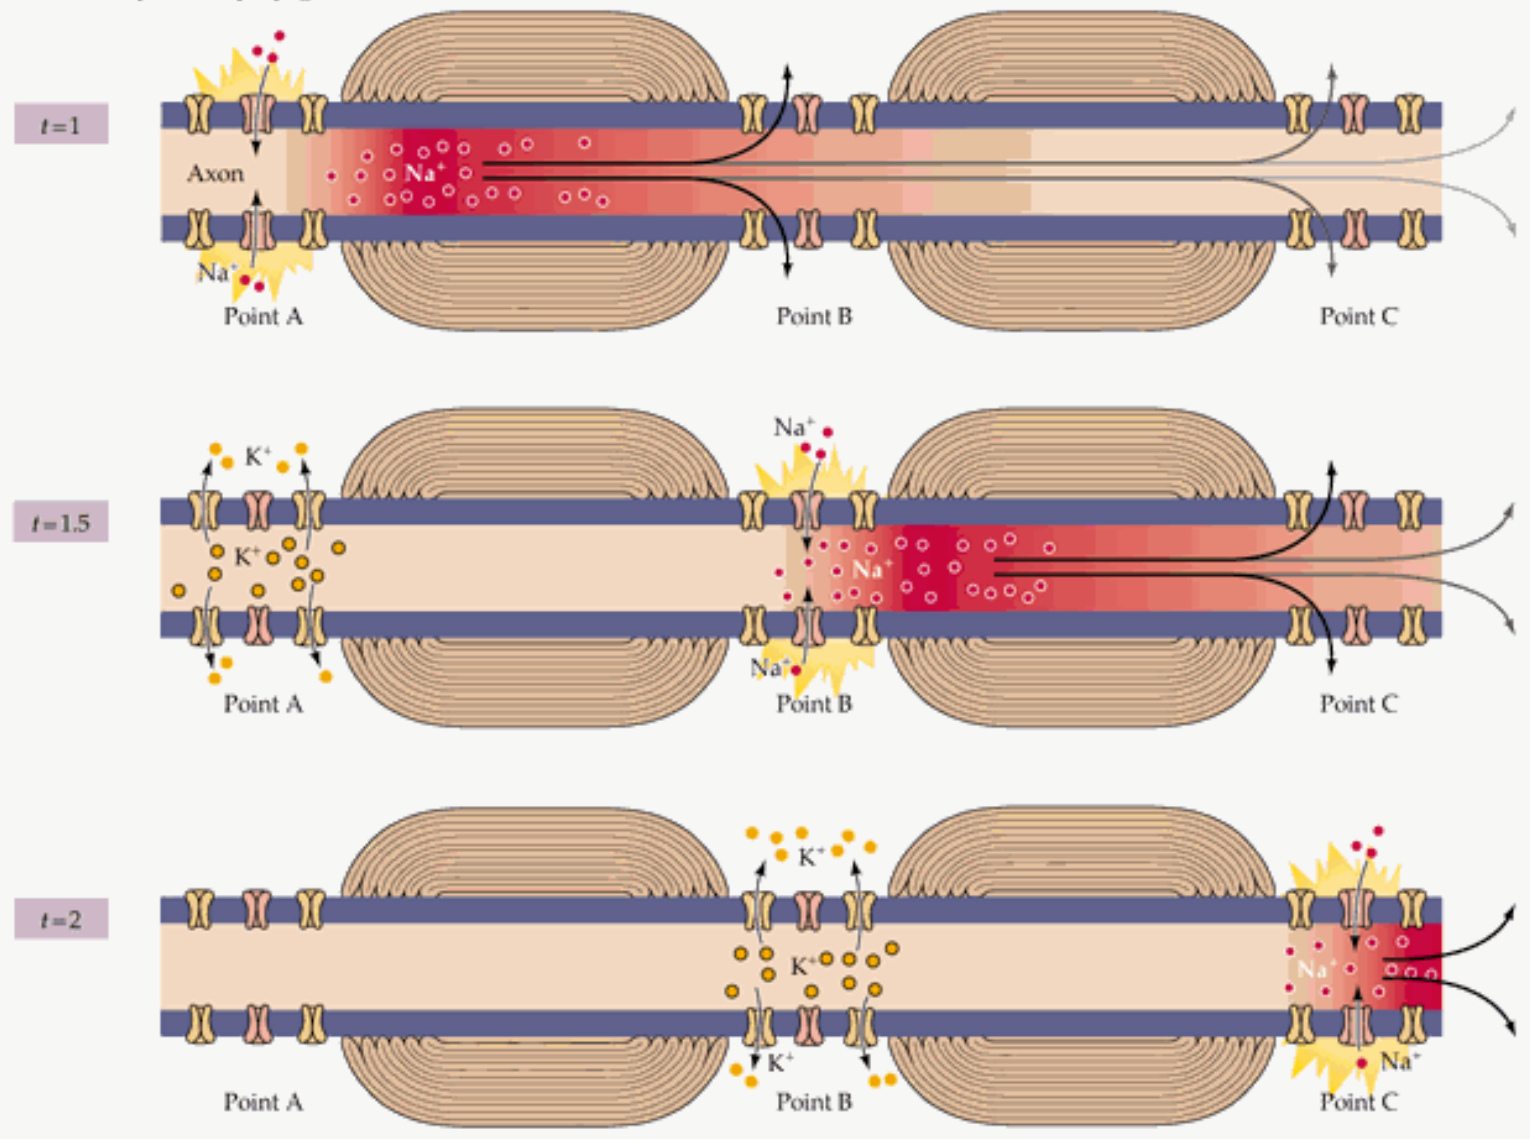 t=1
Axon
Na⁺
Na⁺
Point A
Point B
Point C
t=1.5
K⁺
K⁺
Na⁺
Na⁺
Na⁺
Point A
Point B
Point C
t=2
K⁺
K⁺
K⁺
Na⁺
Na⁺
Point A
Point B
Point C